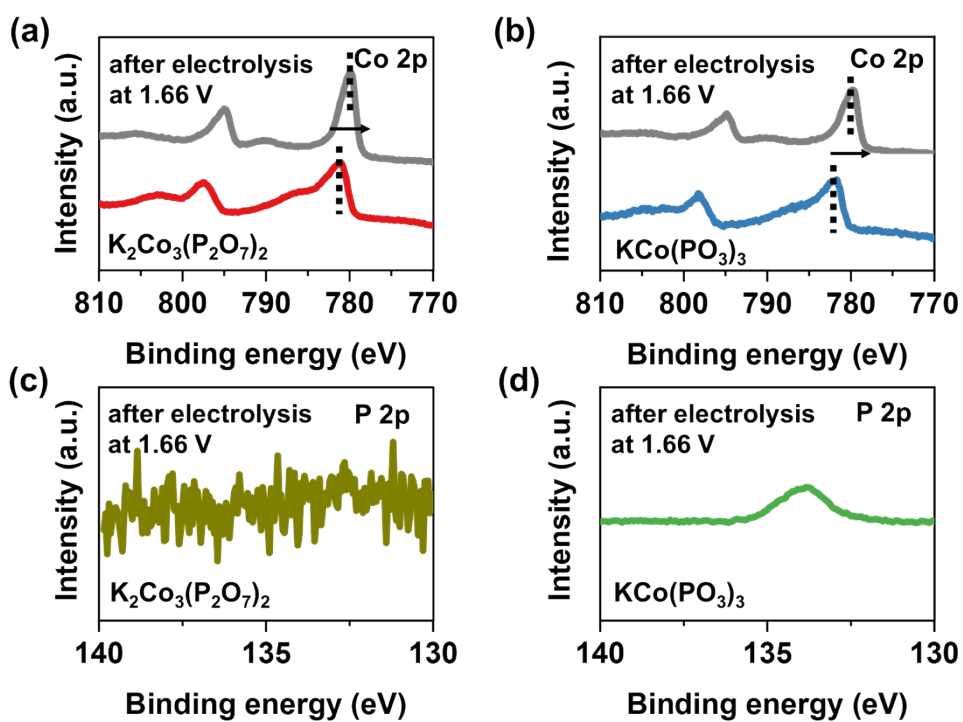 (a)
after electrolysis
at 1.66 V
Co 2p
K₂Co₃(P₂O₇)₂
Intensity (a.u.)
810 800 790 780 770
Binding energy (eV)
(b)
after electrolysis
at 1.66 V
Co 2p
KCo(PO₃)₃
Intensity (a.u.)
810 800 790 780 770
Binding energy (eV)
(c)
after electrolysis
at 1.66 V
P 2p
K₂Co₃(P₂O₇)₂
Intensity (a.u.)
140 135 130
Binding energy (eV)
(d)
after electrolysis
at 1.66 V
P 2p
KCo(PO₃)₃
Intensity (a.u.)
140 135 130
Binding energy (eV)